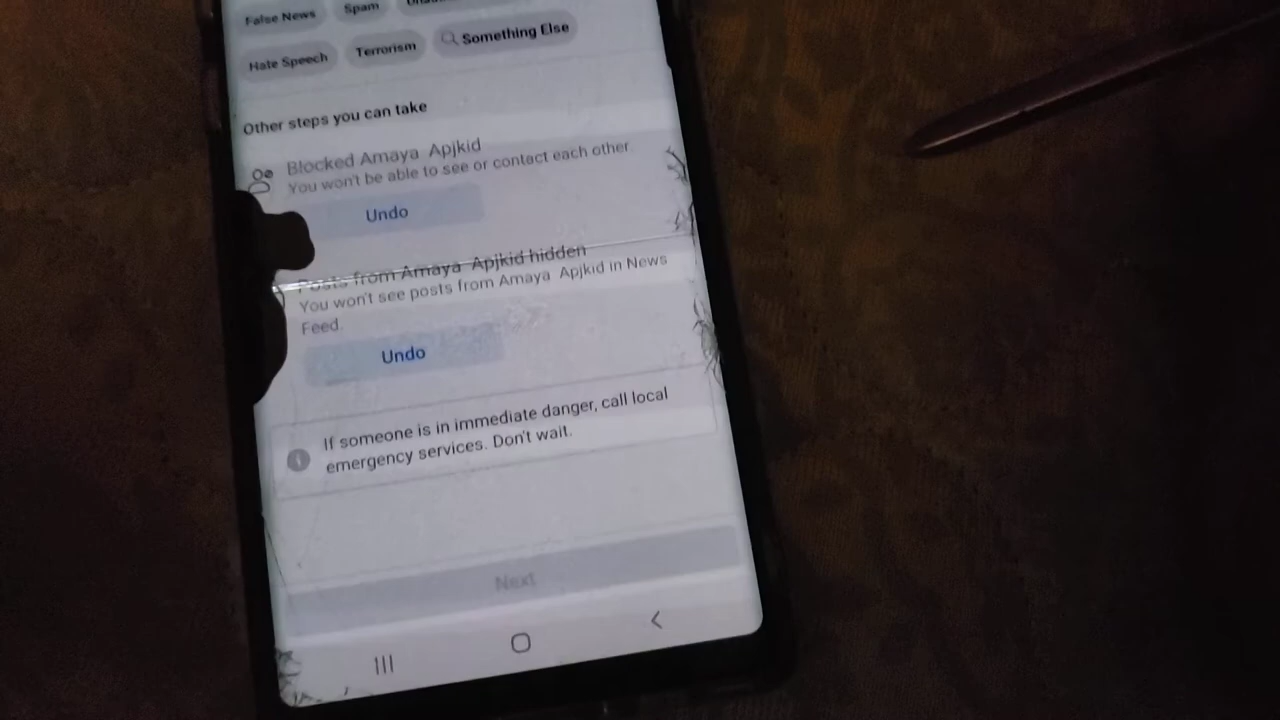 False News
Spam
Hate Speech
Terrorism
Something Else
Other steps you can take
Blocked Amaya Apjkid
You won't be able to see or contact each other.
Undo
Posts from Amaya Apjkid hidden
You won't see posts from Amaya Apjkid in News
Feed.
Undo
If someone is in immediate danger, call local
emergency services. Don't wait.
Next